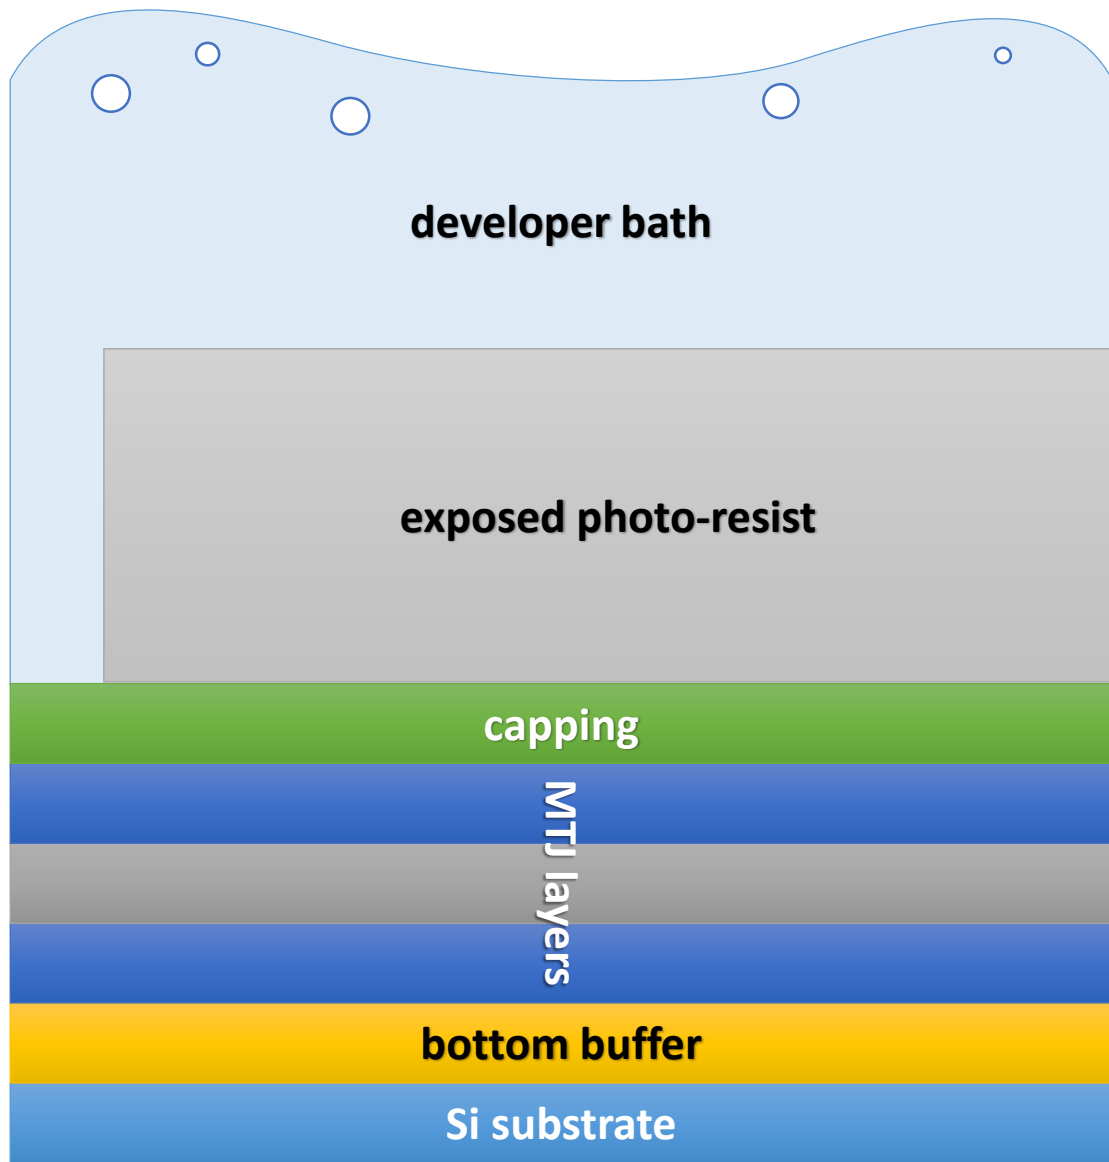 developer bath
exposed photo-resist
capping
MTJ layers
bottom buffer
Si substrate